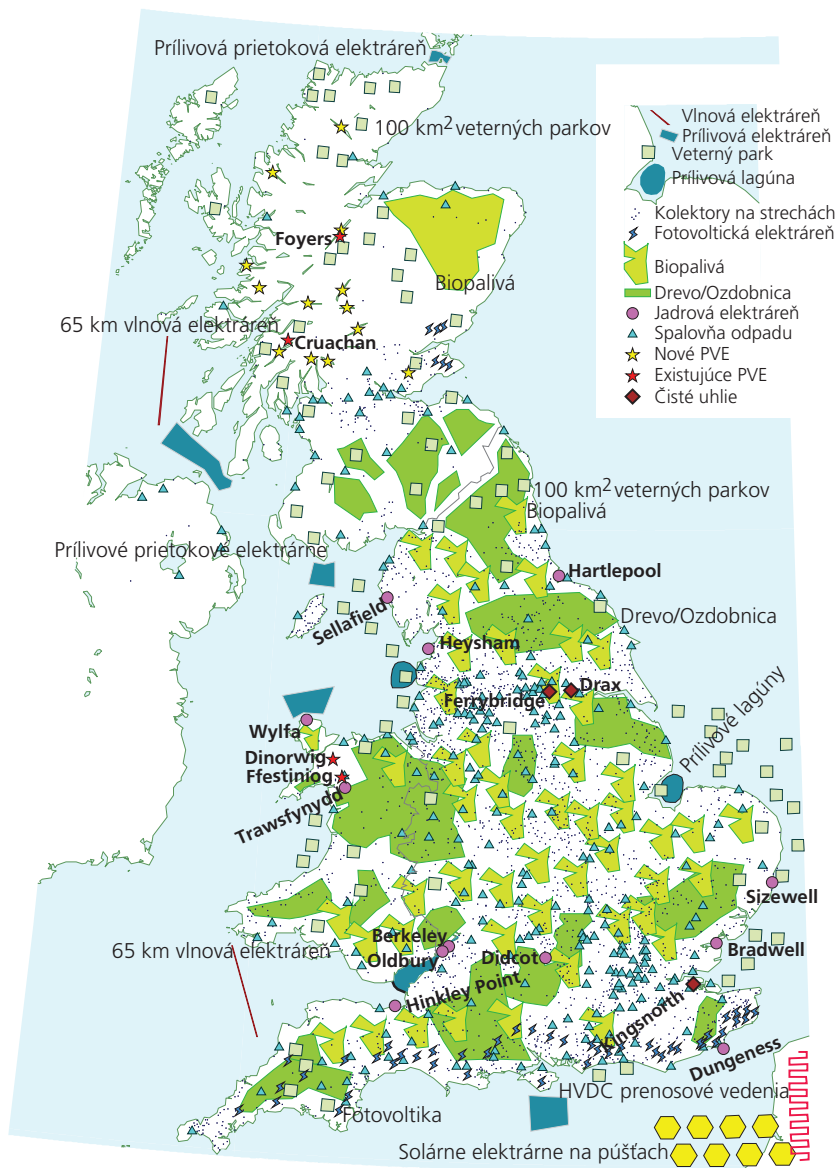 Prílivová prietoková elektráreň
100 km² veterných parkov
Vlnová elektráreň
Prílivová elektráreň
Veterný park
Prílivová lagúna
Kolektory na strechách
Fotovoltická elektráreň
Biopalivá
Drevo/Ozdobnica
Jadrová elektráreň
Spalovňa odpadu
Nové PVE
Existujúce PVE
Čisté uhlie
Foyers
Biopalivá
65 km vlnová elektráreň
Cruachan
100 km² veterných parkov
Biopalivá
Prílivové prietokové elektrárne
Hartlepool
Sellafield
Drevo/Ozdobnica
Heysham
Drax
Ferrybridge
Prílivové lagúny
Wylfa
Dinorwig
Ffestiniog
Trawsfynydd
Sizewell
Berkeley
65 km vlnová elektráreň
Oldbury
Didcot
Bradwell
Hinkley Point
Kingsnorth
Dungeness
HVDC prenosové vedenia
Fotovoltika
Solárne elektrárne na púšťach